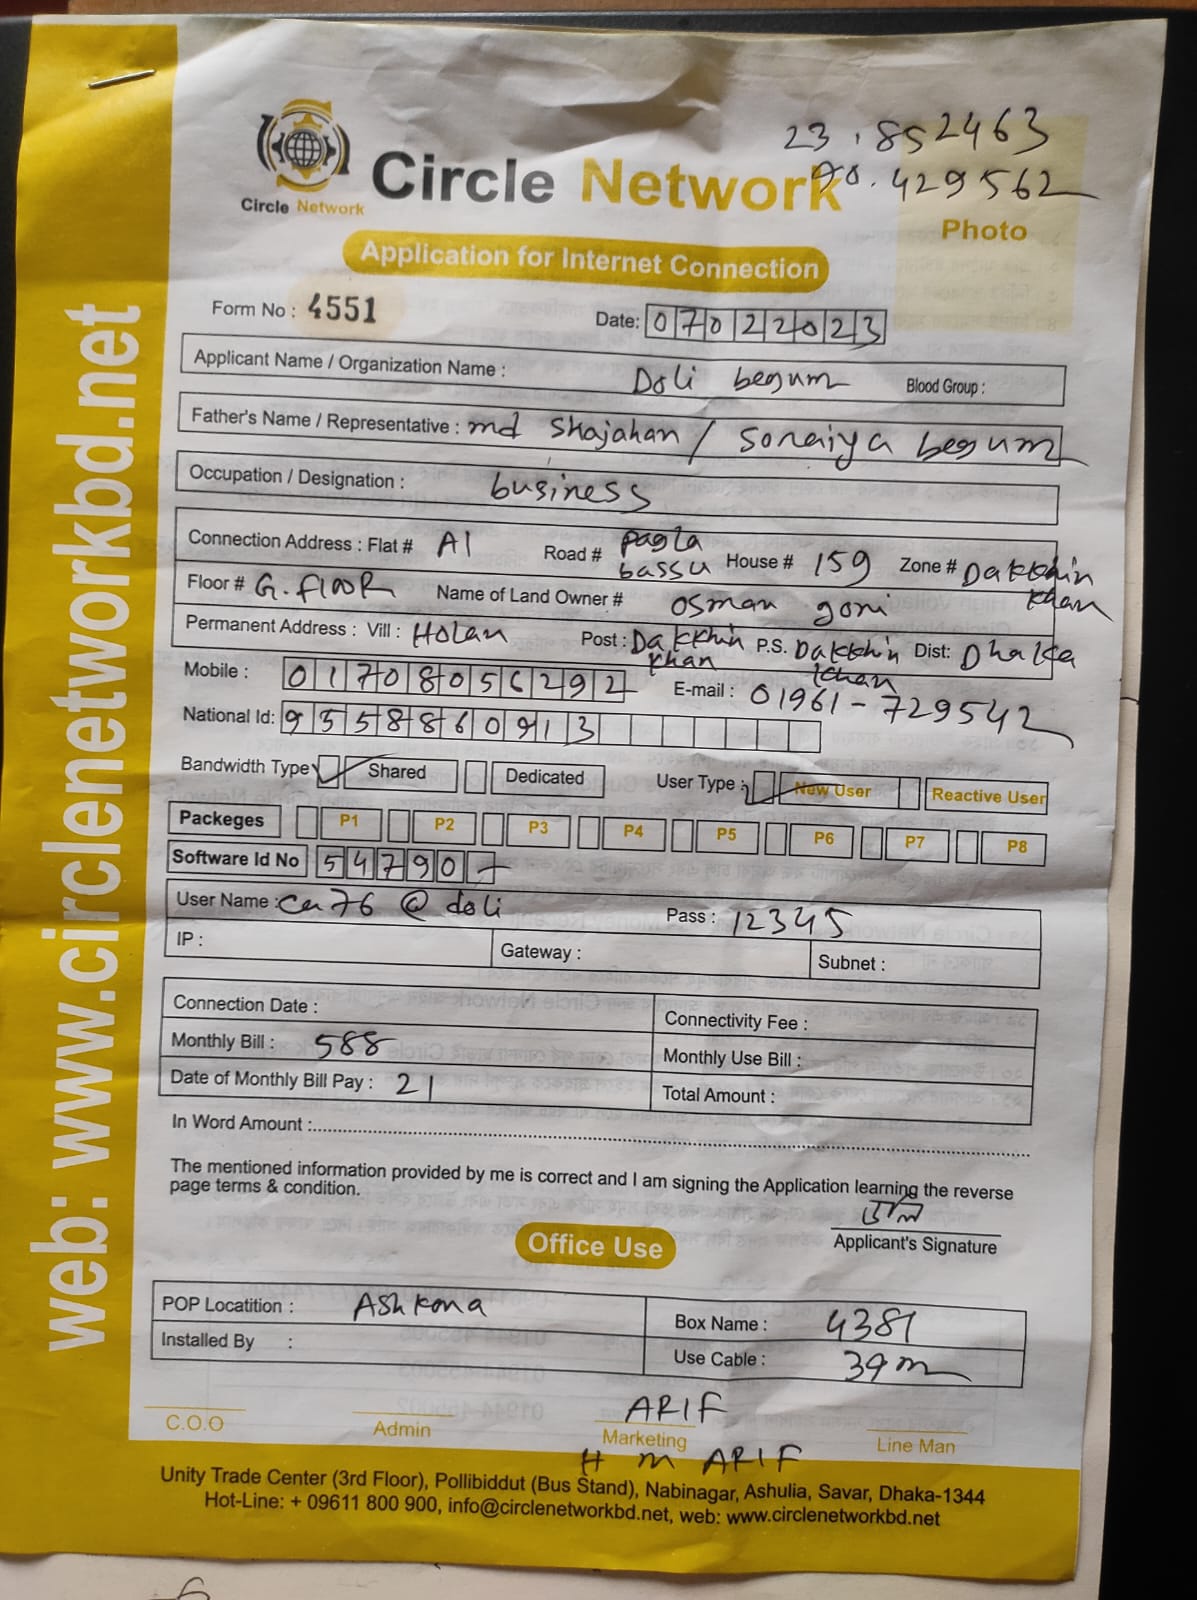 23.852463
90.429562
Circle Network
Circle Network
Photo
Application for Internet Connection
Form No : 4551
Date: 07022023
Applicant Name / Organization Name : Doli begum Blood Group :
Father's Name / Representative : md Shajahan / Soraiya begum
Occupation / Designation : business
Connection Address : Flat # A1 Road # pagla bassu House # 159 Zone # Dakkhin khan
Floor # G. flooR Name of Land Owner # osman goni
Permanent Address : Vill : Holan Post : Dakkhin khan P.S. Dakkhin khan Dist: Dhaka
Mobile : 01708056292 E-mail : 01961-729542
National Id: 9558860913
Bandwidth Type Shared Dedicated User Type : New User Reactive User
Packeges P1 P2 P3 P4 P5 P6 P7 P8
Software Id No 54790
User Name : ca76 @ doli Pass : 12345
IP : Gateway : Subnet :
Connection Date : Connectivity Fee :
Monthly Bill : 588 Monthly Use Bill :
Date of Monthly Bill Pay : 21 Total Amount :
In Word Amount :
The mentioned information provided by me is correct and I am signing the Application learning the reverse
page terms & condition.
ডলি
Applicant's Signature
Office Use
POP Locatition : AShkona Box Name : 4381
Installed By : Use Cable : 39m
ARIF
C.O.O Admin Marketing Line Man
H m ARIF
Unity Trade Center (3rd Floor), Pollibiddut (Bus Stand), Nabinagar, Ashulia, Savar, Dhaka-1344
Hot-Line: + 09611 800 900, info@circlenetworkbd.net, web: www.circlenetworkbd.net
web: www.circlenetworkbd.net